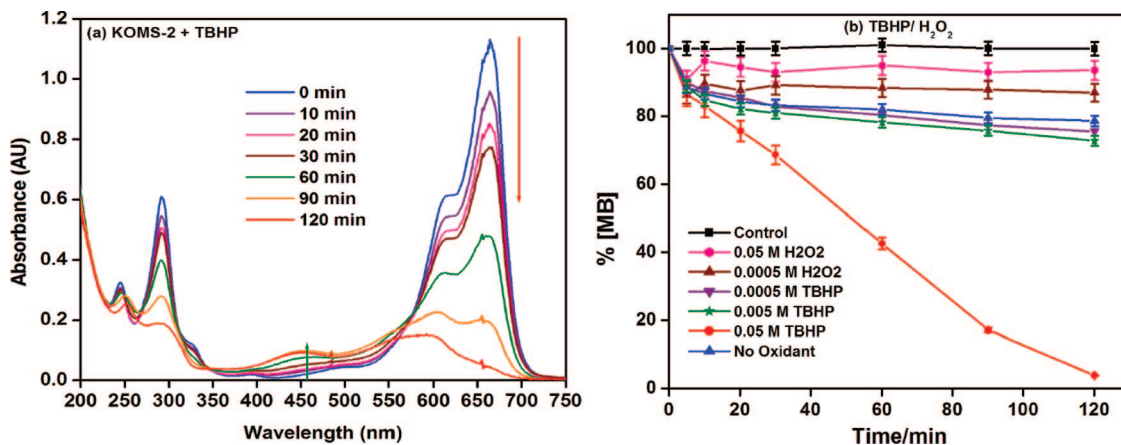 (a) KOMS-2 + TBHP
0 min
10 min
20 min
30 min
60 min
90 min
120 min
1.2
1.0
0.8
0.6
0.4
0.2
0.0
Absorbance (AU)
200 250 300 350 400 450 500 550 600 650 700 750
Wavelength (nm)
(b) TBHP/ H₂O₂
100
80
60
40
20
0
% [MB]
Control
0.05 M H2O2
0.0005 M H2O2
0.0005 M TBHP
0.005 M TBHP
0.05 M TBHP
No Oxidant
0 20 40 60 80 100 120
Time/min